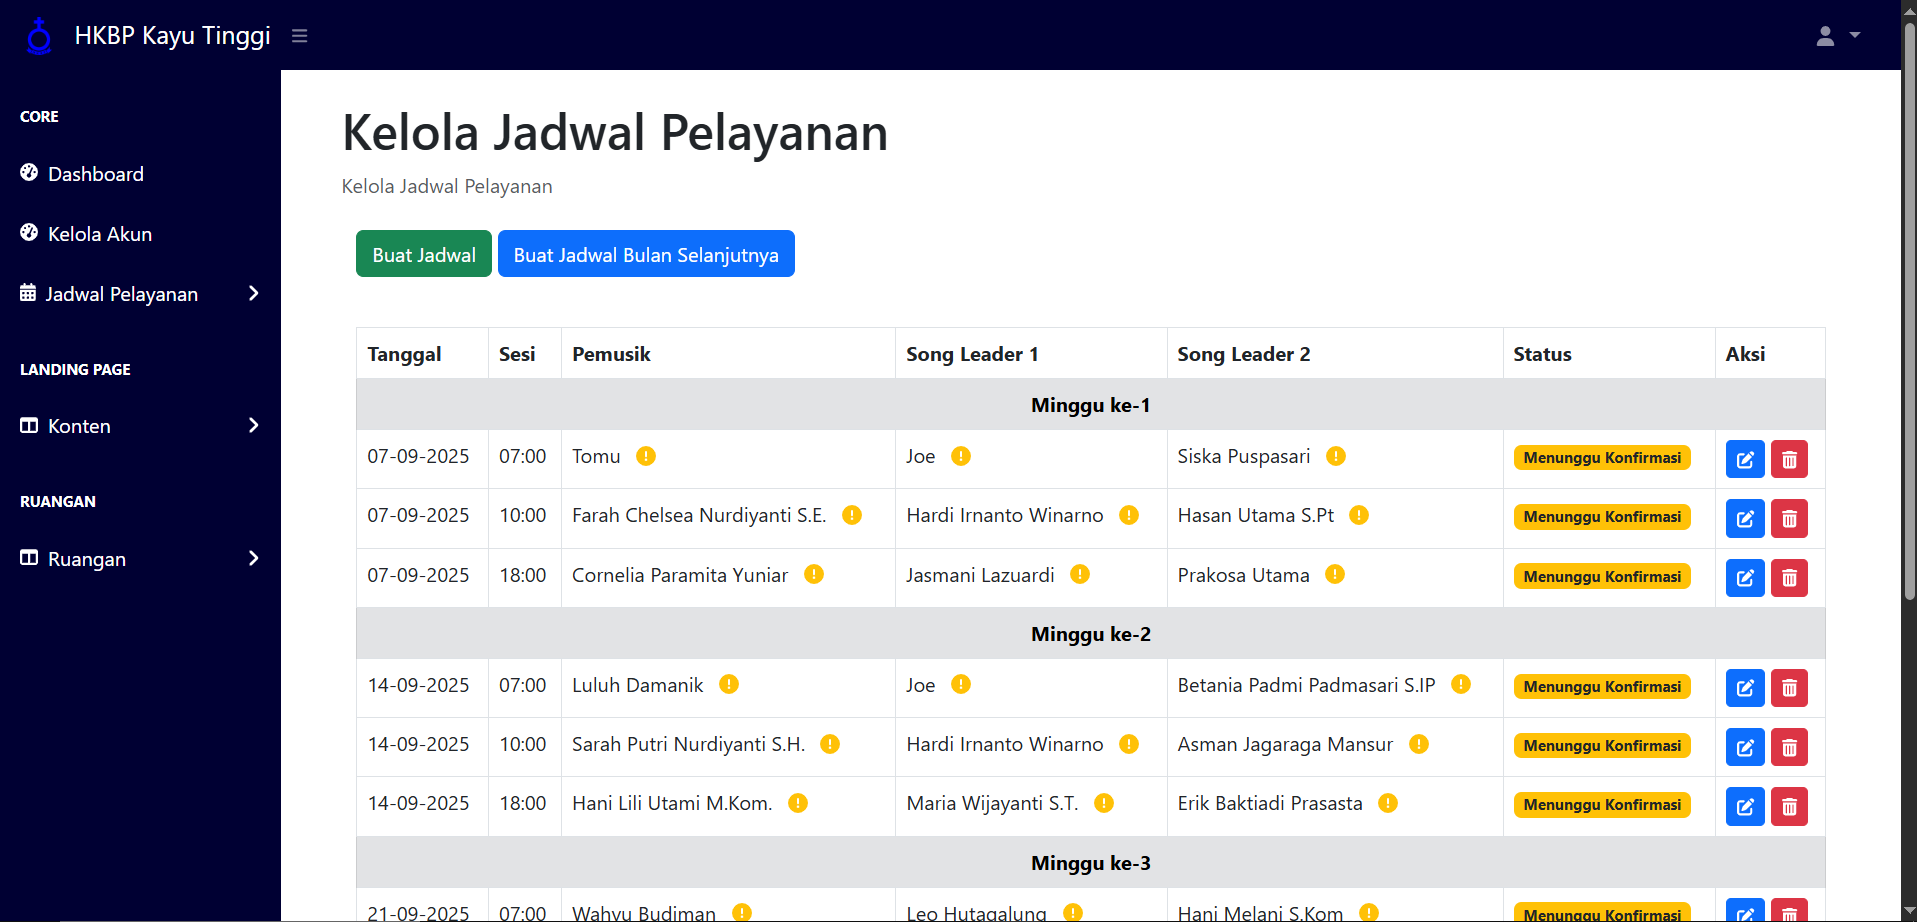 HKBP Kayu Tinggi
CORE
Dashboard
Kelola Akun
Jadwal Pelayanan
LANDING PAGE
Konten
RUANGAN
Ruangan
Kelola Jadwal Pelayanan
Kelola Jadwal Pelayanan
Buat Jadwal Buat Jadwal Bulan Selanjutnya
Tanggal Sesi Pemusik Song Leader 1 Song Leader 2 Status Aksi
Minggu ke-1
07-09-2025 07:00 Tomu Joe Siska Puspasari Menunggu Konfirmasi
07-09-2025 10:00 Farah Chelsea Nurdiyanti S.E. Hardi Irnanto Winarno Hasan Utama S.Pt Menunggu Konfirmasi
07-09-2025 18:00 Cornelia Paramita Yuniar Jasmani Lazuardi Prakosa Utama Menunggu Konfirmasi
Minggu ke-2
14-09-2025 07:00 Luluh Damanik Joe Betania Padmi Padmasari S.IP Menunggu Konfirmasi
14-09-2025 10:00 Sarah Putri Nurdiyanti S.H. Hardi Irnanto Winarno Asman Jagaraga Mansur Menunggu Konfirmasi
14-09-2025 18:00 Hani Lili Utami M.Kom. Maria Wijayanti S.T. Erik Baktiadi Prasasta Menunggu Konfirmasi
Minggu ke-3
21-09-2025 07:00 Wahyu Budiman Leo Hutagalung Hani Melani S.Kom Menunggu Konfirmasi